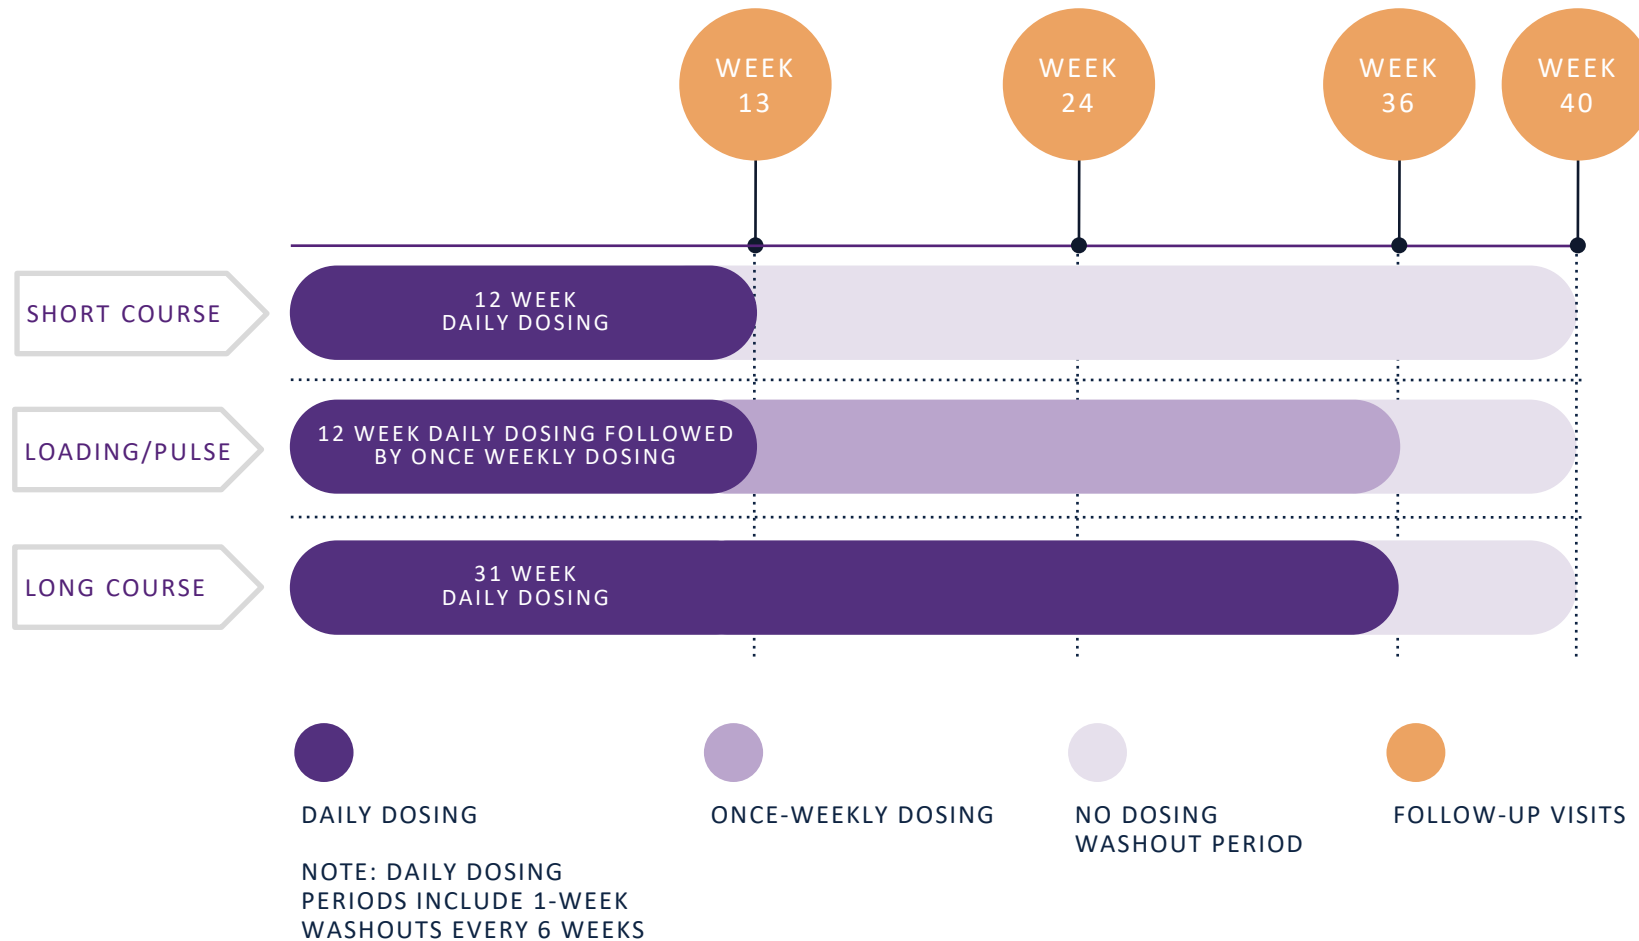 WEEK
13
WEEK
24
WEEK
36
WEEK
40
SHORT COURSE
12 WEEK
DAILY DOSING
LOADING/PULSE
12 WEEK DAILY DOSING FOLLOWED
BY ONCE WEEKLY DOSING
LONG COURSE
31 WEEK
DAILY DOSING
DAILY DOSING
NOTE: DAILY DOSING
PERIODS INCLUDE 1-WEEK
WASHOUTS EVERY 6 WEEKS
ONCE-WEEKLY DOSING
NO DOSING
WASHOUT PERIOD
FOLLOW-UP VISITS